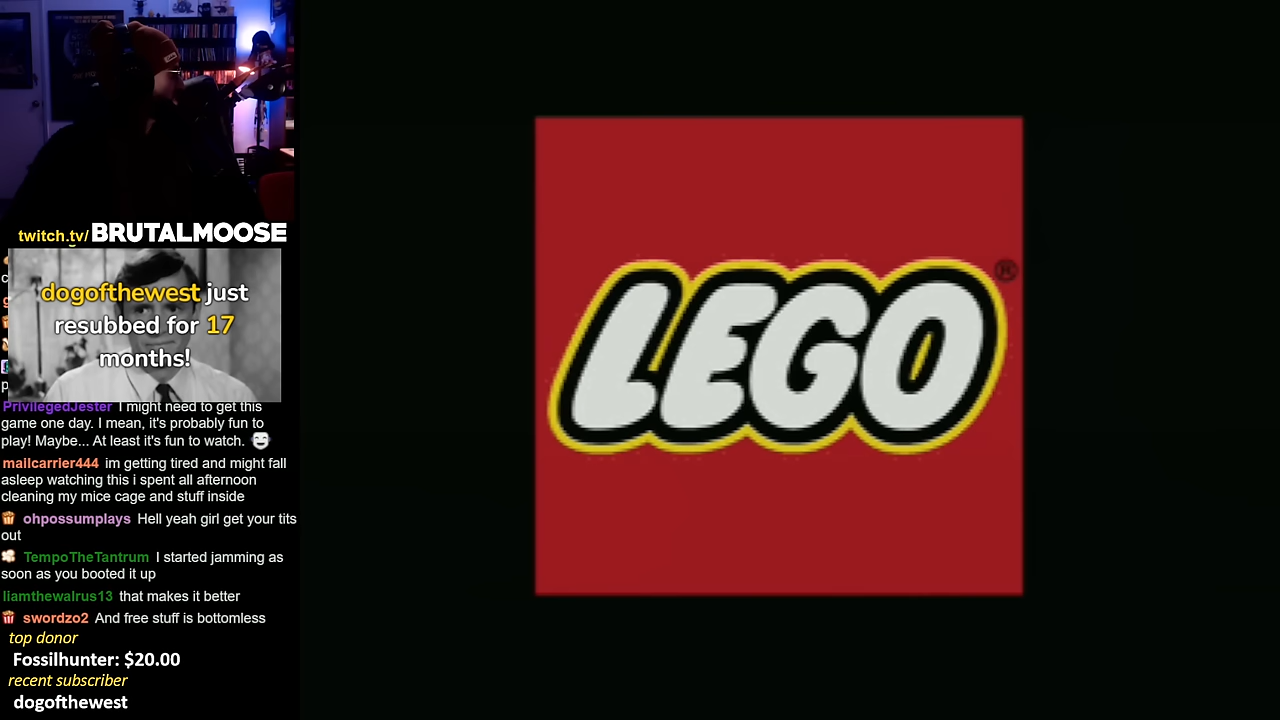 twitch.tv/BRUTALMOOSE
dogofthewest just
resubbed for 17
months!
PrivilegedJester I might need to get this
game one day. I mean, it's probably fun to
play! Maybe... At least it's fun to watch.
mailcarrier444 im getting tired and might fall
asleep watching this i spent all afternoon
cleaning my mice cage and stuff inside
ohpossumplays Hell yeah girl get your tits
out
TempoTheTantrum I started jamming as
soon as you booted it up
liamthewalrus13 that makes it better
swordzo2 And free stuff is bottomless
top donor
Fossilhunter: $20.00
recent subscriber
dogofthewest
LEGO®